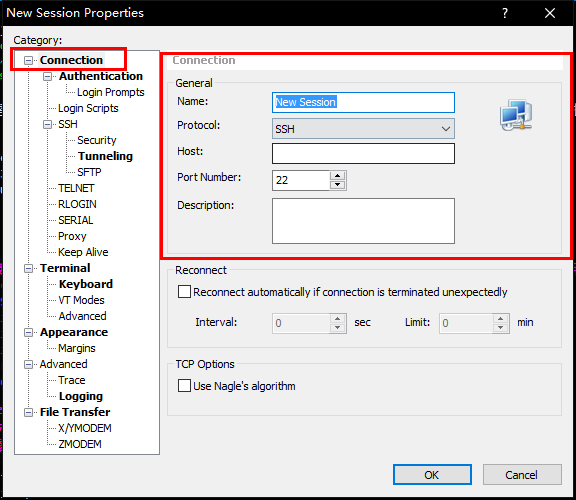 New Session Properties
?
Category:
Connection
Authentication
Login Prompts
Login Scripts
SSH
Security
Tunneling
SFTP
TELNET
RLOGIN
SERIAL
Proxy
Keep Alive
Terminal
Keyboard
VT Modes
Advanced
Appearance
Margins
Advanced
Trace
Logging
File Transfer
X/YMODEM
ZMODEM
Connection
General
Name: New Session
Protocol: SSH
Host:
Port Number: 22
Description:
Reconnect
Reconnect automatically if connection is terminated unexpectedly
Interval: 0 sec Limit: 0 min
TCP Options
Use Nagle's algorithm
OK Cancel